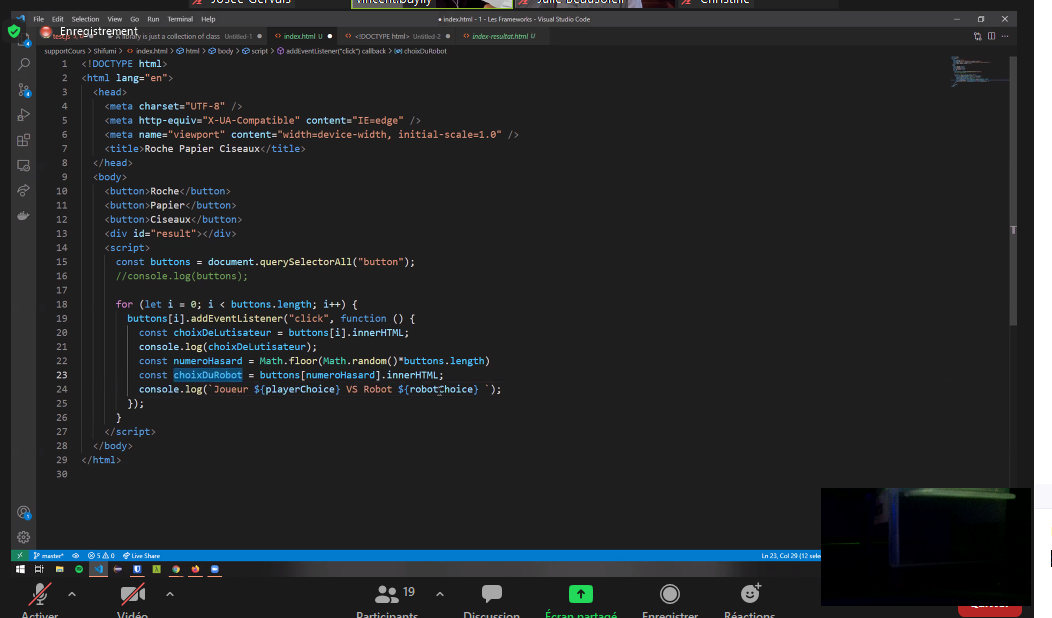 Josée Gervais
vincent.bayily
Julie Beausoleil
Christine
File Edit Selection View Go Run Terminal Help
● index.html - 1 - Les Frameworks - Visual Studio Code
Enregistrement
A library is just a collection of class Untitled-1 ●
<> index.html U ●
<> <!DOCTYPE html> Untitled-2 ●
<> index-resultat.html U
supportCours > Shifumi > <> index.html > html > body > script > addEventListener("click") callback > choixDuRobot
1 <!DOCTYPE html>
2 <html lang="en">
3 <head>
4 <meta charset="UTF-8" />
5 <meta http-equiv="X-UA-Compatible" content="IE=edge" />
6 <meta name="viewport" content="width=device-width, initial-scale=1.0" />
7 <title>Roche Papier Ciseaux</title>
8 </head>
9 <body>
10 <button>Roche</button>
11 <button>Papier</button>
12 <button>Ciseaux</button>
13 <div id="result"></div>
14 <script>
15 const buttons = document.querySelectorAll("button");
16 //console.log(buttons);
17
18 for (let i = 0; i < buttons.length; i++) {
19 buttons[i].addEventListener("click", function () {
20 const choixDeLutisateur = buttons[i].innerHTML;
21 console.log(choixDeLutisateur);
22 const numeroHasard = Math.floor(Math.random()*buttons.length)
23 const choixDuRobot = buttons[numeroHasard].innerHTML;
24 console.log(`Joueur ${playerChoice} VS Robot ${robotChoice} `);
25 });
26 }
27 </script>
28 </body>
29 </html>
30
master* 5 0 Live Share
Ln 23, Col 29 (12 selec
19
Activer
Vidéo
Participants
Discussion
Écran partagé
Enregistrer
Réactions
Quitter